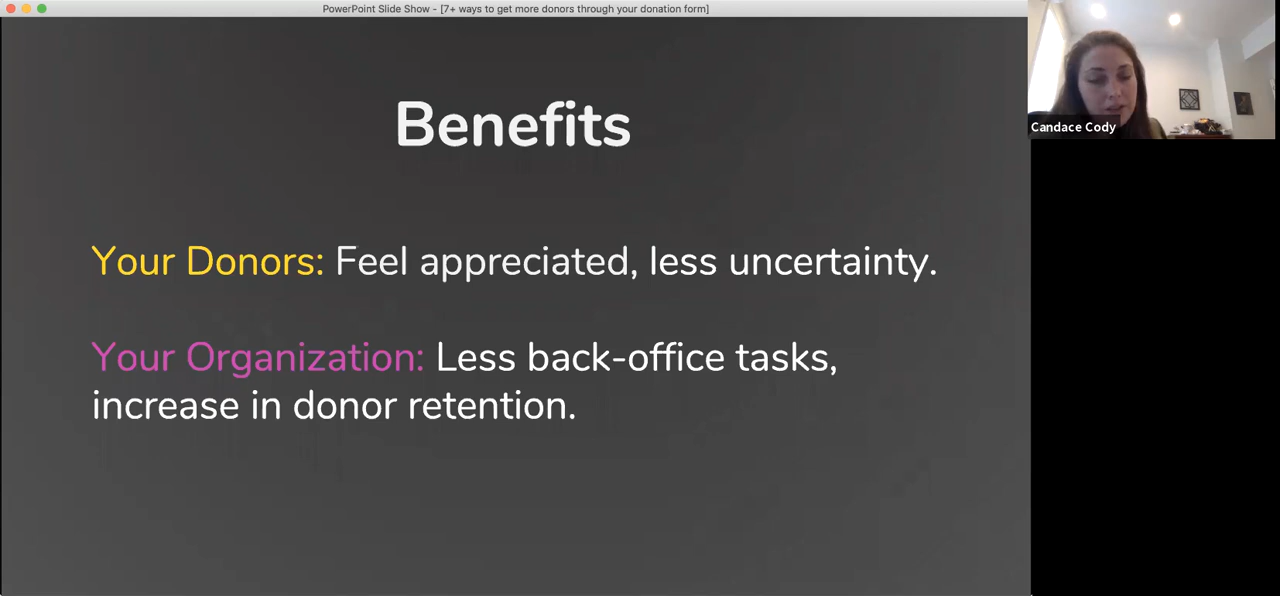 PowerPoint Slide Show - [7+ ways to get more donors through your donation form]
Benefits
Your Donors: Feel appreciated, less uncertainty.
Your Organization: Less back-office tasks,
increase in donor retention.
Candace Cody